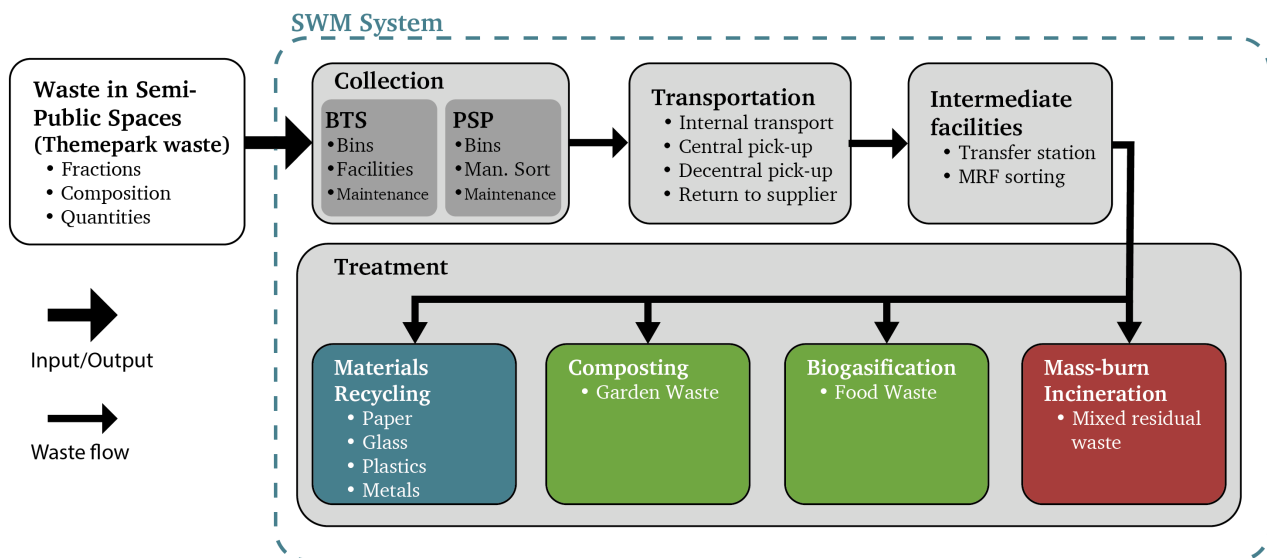 SWM System
Waste in Semi-
Public Spaces
(Themepark waste)
• Fractions
• Composition
• Quantities
Collection
BTS
•Bins
•Facilities
•Maintenance
PSP
•Bins
•Man. Sort
•Maintenance
Transportation
• Internal transport
• Central pick-up
• Decentral pick-up
• Return to supplier
Intermediate
facilities
• Transfer station
• MRF sorting
Input/Output
Waste flow
Treatment
Materials
Recycling
• Paper
• Glass
• Plastics
• Metals
Composting
• Garden Waste
Biogasification
• Food Waste
Mass-burn
Incineration
• Mixed residual
waste